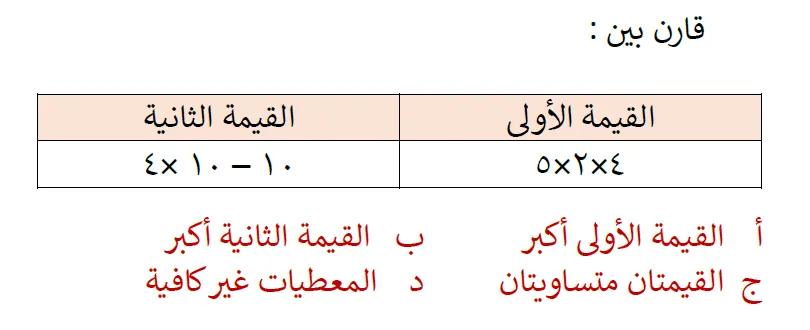 قارن بين :
القيمة الأولى القيمة الثانية
٤×٢×٥ ١٠ – ١٠ ×٤
أ القيمة الأولى أكبر ب القيمة الثانية أكبر
ج القيمتان متساويتان د المعطيات غير كافية